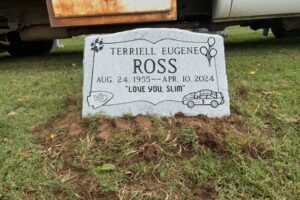 TERRIELL EUGENE
ROSS
AUG. 24, 1955 — APR. 10, 2024
"LOVE YOU, SLIM"